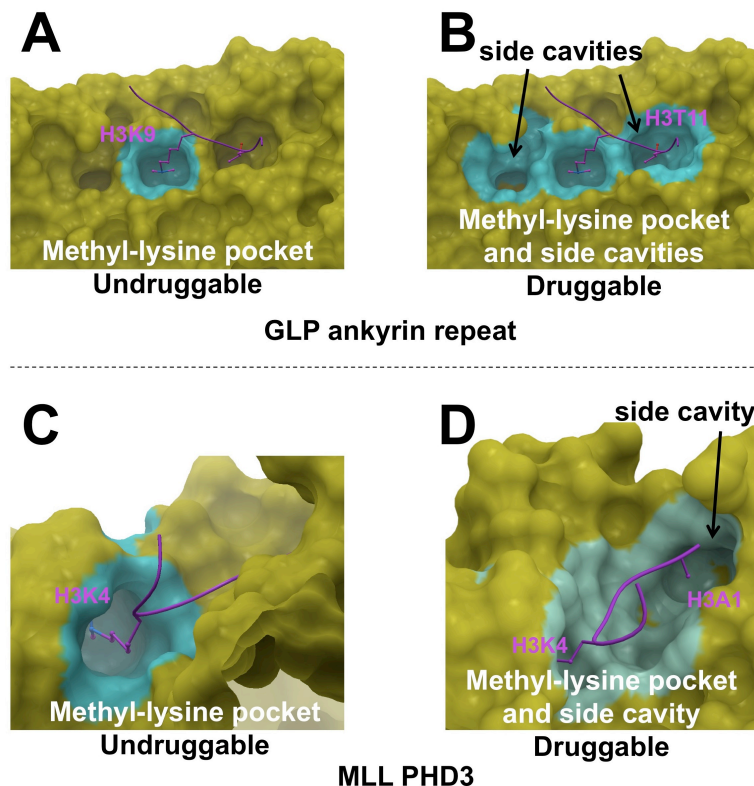 A
B
side cavities
H3K9
H3T11
Methyl-lysine pocket
Undruggable
Methyl-lysine pocket
and side cavities
Druggable
GLP ankyrin repeat
C
D
side cavity
H3K4
H3A1
H3K4
Methyl-lysine pocket
Undruggable
Methyl-lysine pocket
and side cavity
Druggable
MLL PHD3